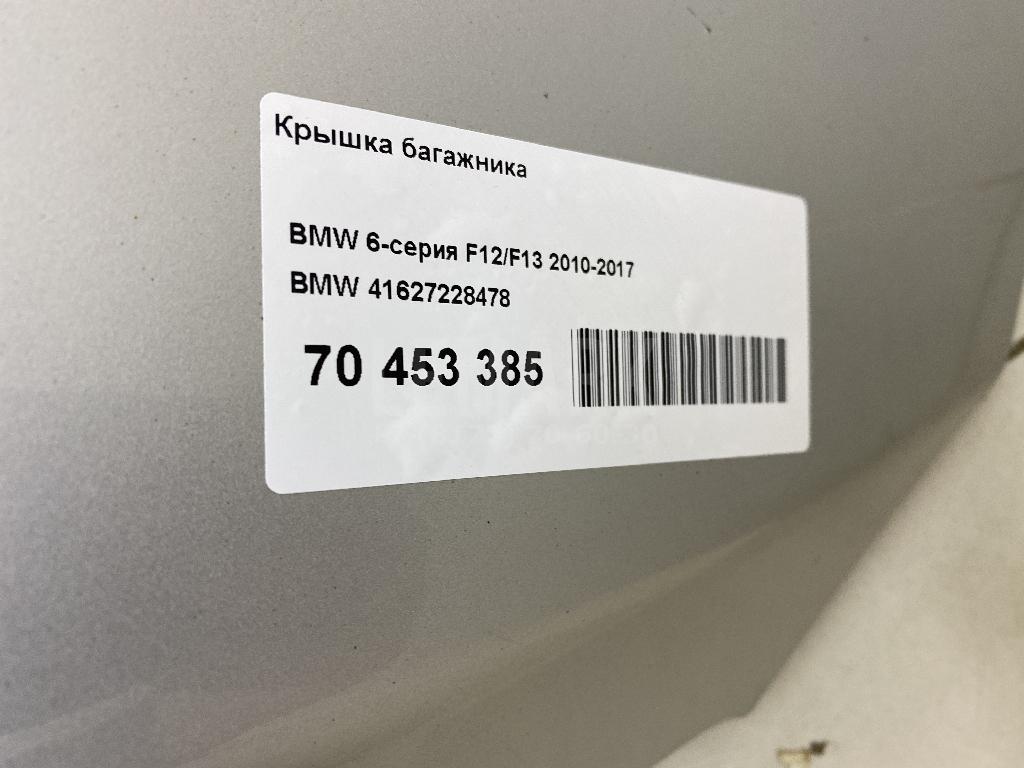 Крышка багажника
BMW 6-серия F12/F13 2010-2017
BMW 41627228478
70 453 385